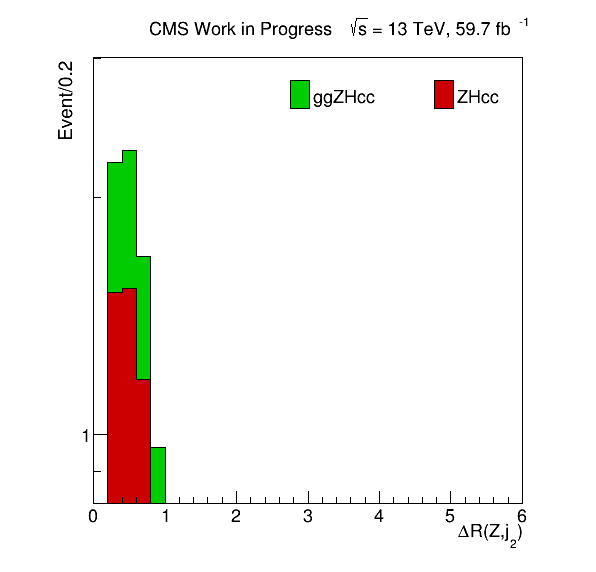 CMS Work in Progress √s = 13 TeV, 59.7 fb⁻¹
Event/0.2
ggZHcc ZHcc
1
0 1 2 3 4 5 6
ΔR(Z,j₂)